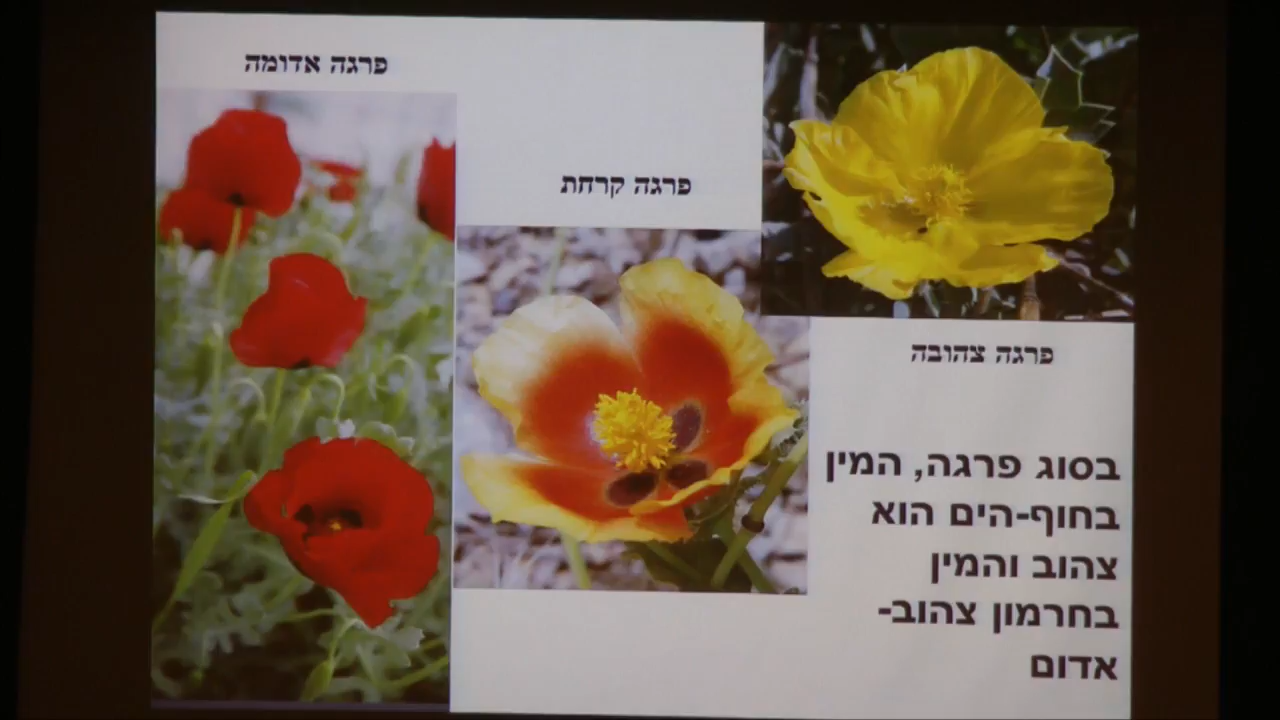 פרגה אדומה
פרגה קרחת
פרגה צהובה
בסוג פרגה, המין
בחוף-הים הוא
צהוב והמין
בחרמון צהוב-
אדום